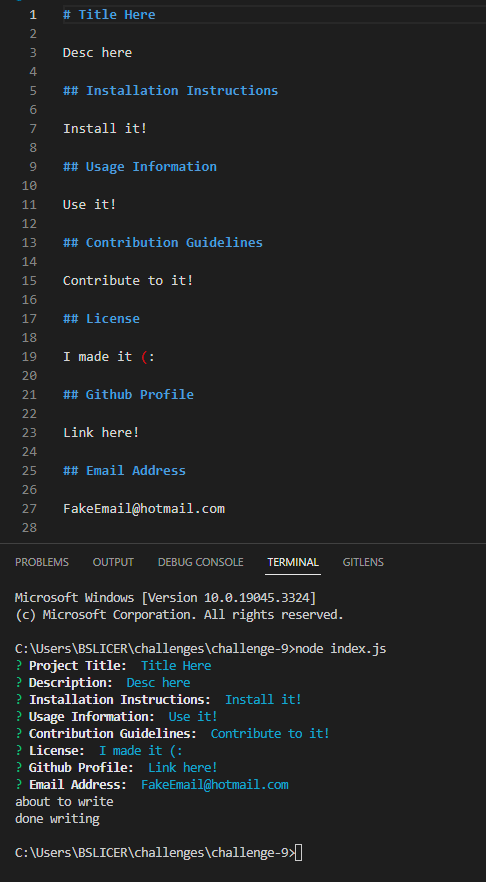 1 # Title Here
2
3 Desc here
4
5 ## Installation Instructions
6
7 Install it!
8
9 ## Usage Information
10
11 Use it!
12
13 ## Contribution Guidelines
14
15 Contribute to it!
16
17 ## License
18
19 I made it (:
20
21 ## Github Profile
22
23 Link here!
24
25 ## Email Address
26
27 FakeEmail@hotmail.com
28
PROBLEMS OUTPUT DEBUG CONSOLE TERMINAL GITLENS
Microsoft Windows [Version 10.0.19045.3324]
(c) Microsoft Corporation. All rights reserved.
C:\Users\BSLICER\challenges\challenge-9>node index.js
? Project Title: Title Here
? Description: Desc here
? Installation Instructions: Install it!
? Usage Information: Use it!
? Contribution Guidelines: Contribute to it!
? License: I made it (:
? Github Profile: Link here!
? Email Address: FakeEmail@hotmail.com
about to write
done writing
C:\Users\BSLICER\challenges\challenge-9>